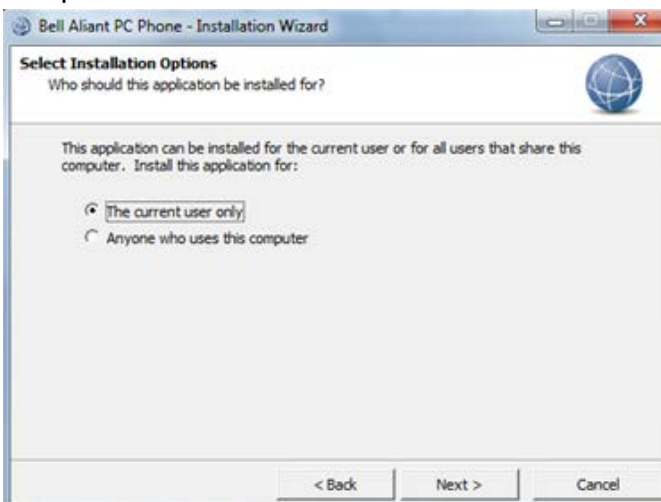 Bell Aliant PC Phone - Installation Wizard
Select Installation Options
Who should this application be installed for?
This application can be installed for the current user or for all users that share this
computer. Install this application for:
The current user only
Anyone who uses this computer
< Back
Next >
Cancel